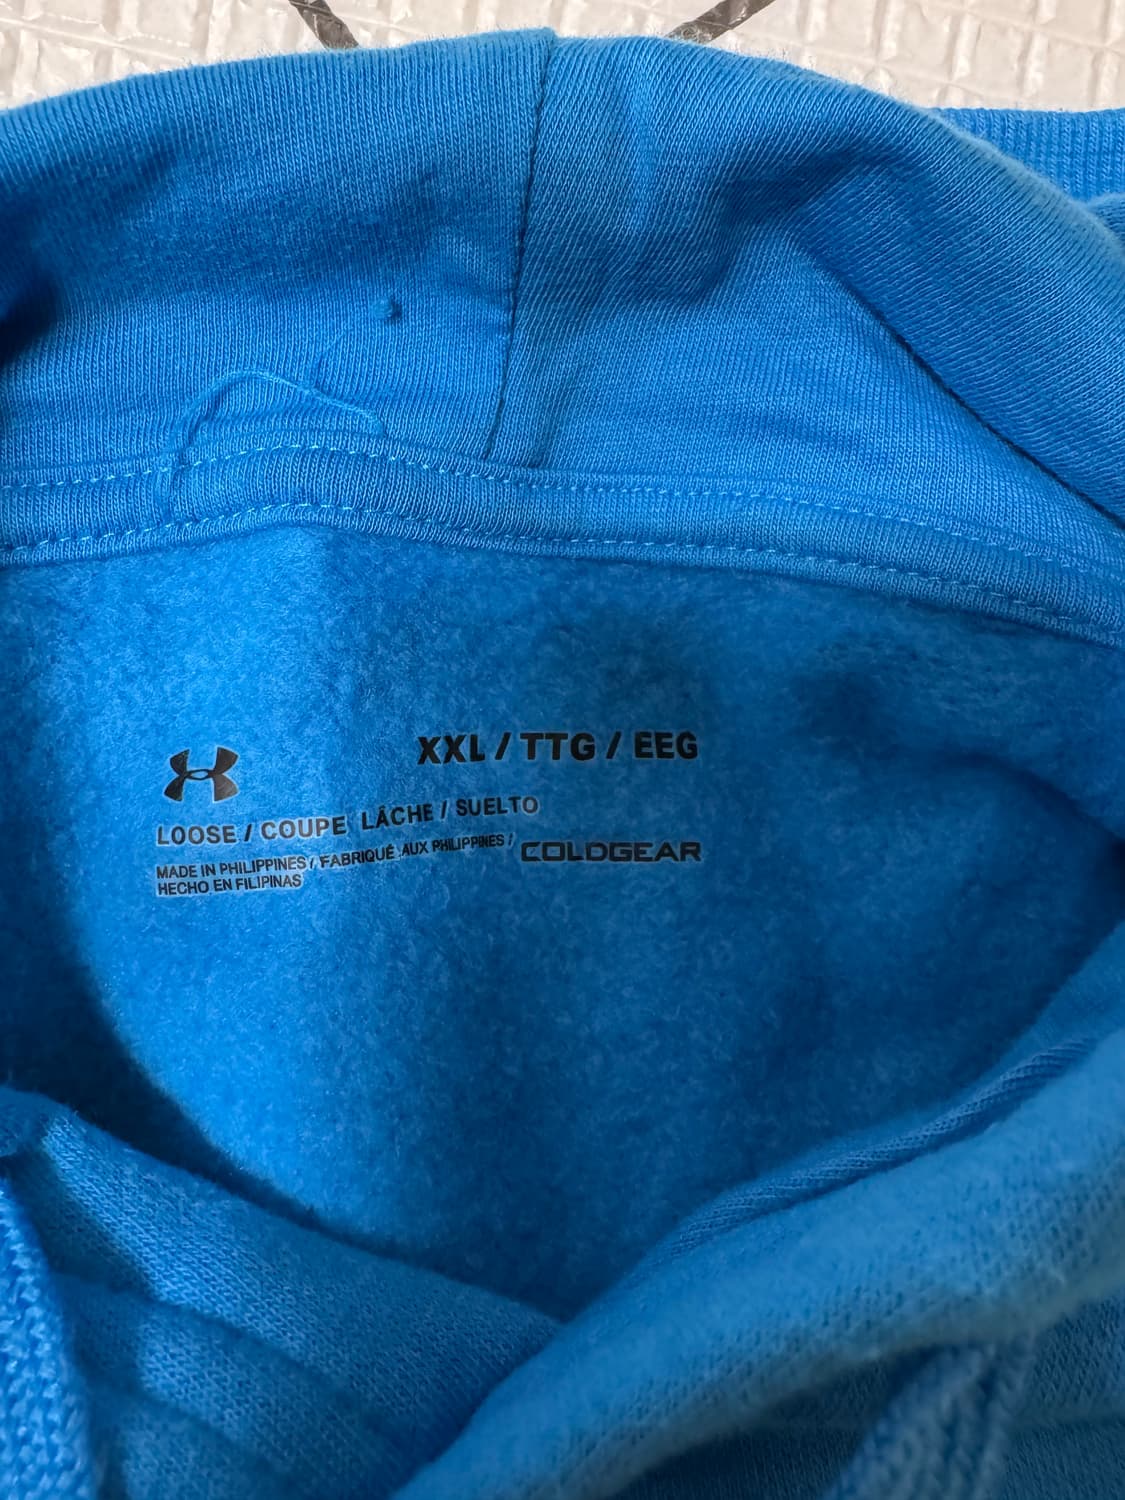 XXL / TTG / EEG
LOOSE / COUPE LÂCHE / SUELTO
MADE IN PHILIPPINES / FABRIQUÉ AUX PHILIPPINES /
HECHO EN FILIPINAS
COLDGEAR